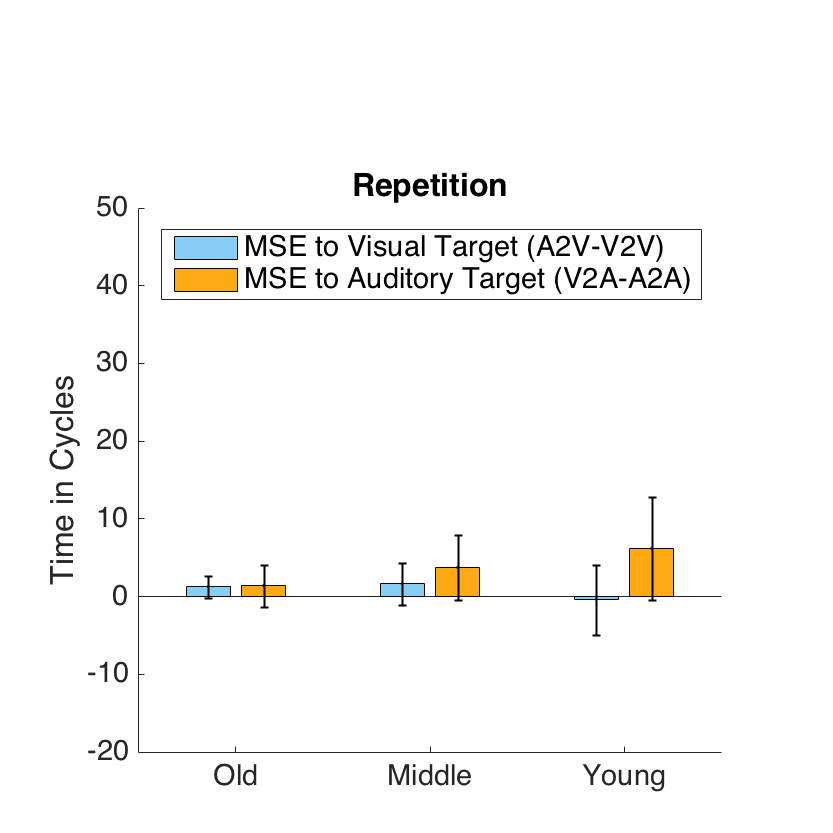 Repetition
MSE to Visual Target (A2V-V2V)
MSE to Auditory Target (V2A-A2A)
Time in Cycles
50
40
30
20
10
0
-10
-20
Old Middle Young